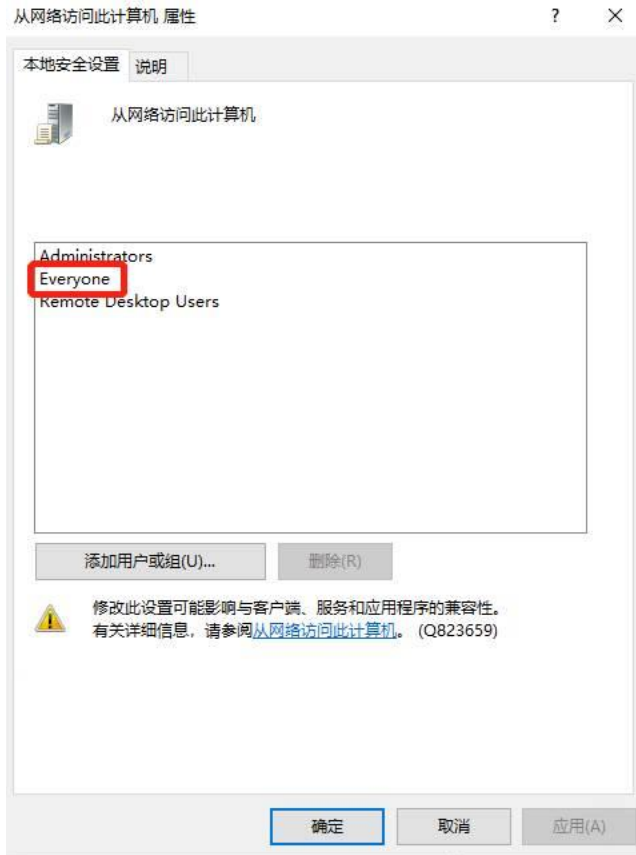 从网络访问此计算机 属性
本地安全设置 说明
从网络访问此计算机
Administrators
Everyone
Remote Desktop Users
添加用户或组(U)... 删除(R)
修改此设置可能影响与客户端、服务和应用程序的兼容性。
有关详细信息，请参阅从网络访问此计算机。 (Q823659)
确定 取消 应用(A)